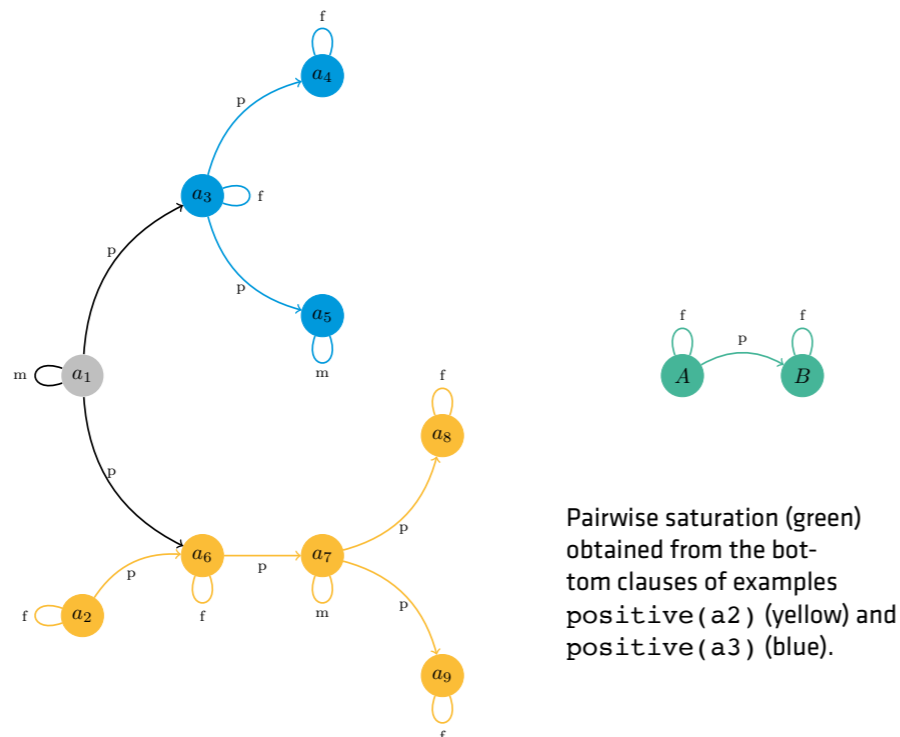 f
a4
p
a3
f
p
p
a5
m
m
a1
f
f
p
f
A
B
a8
p
p
a6
p
a7
f
a2
p
f
m
p
a9
f
Pairwise saturation (green)
obtained from the bot-
tom clauses of examples
positive(a2) (yellow) and
positive(a3) (blue).